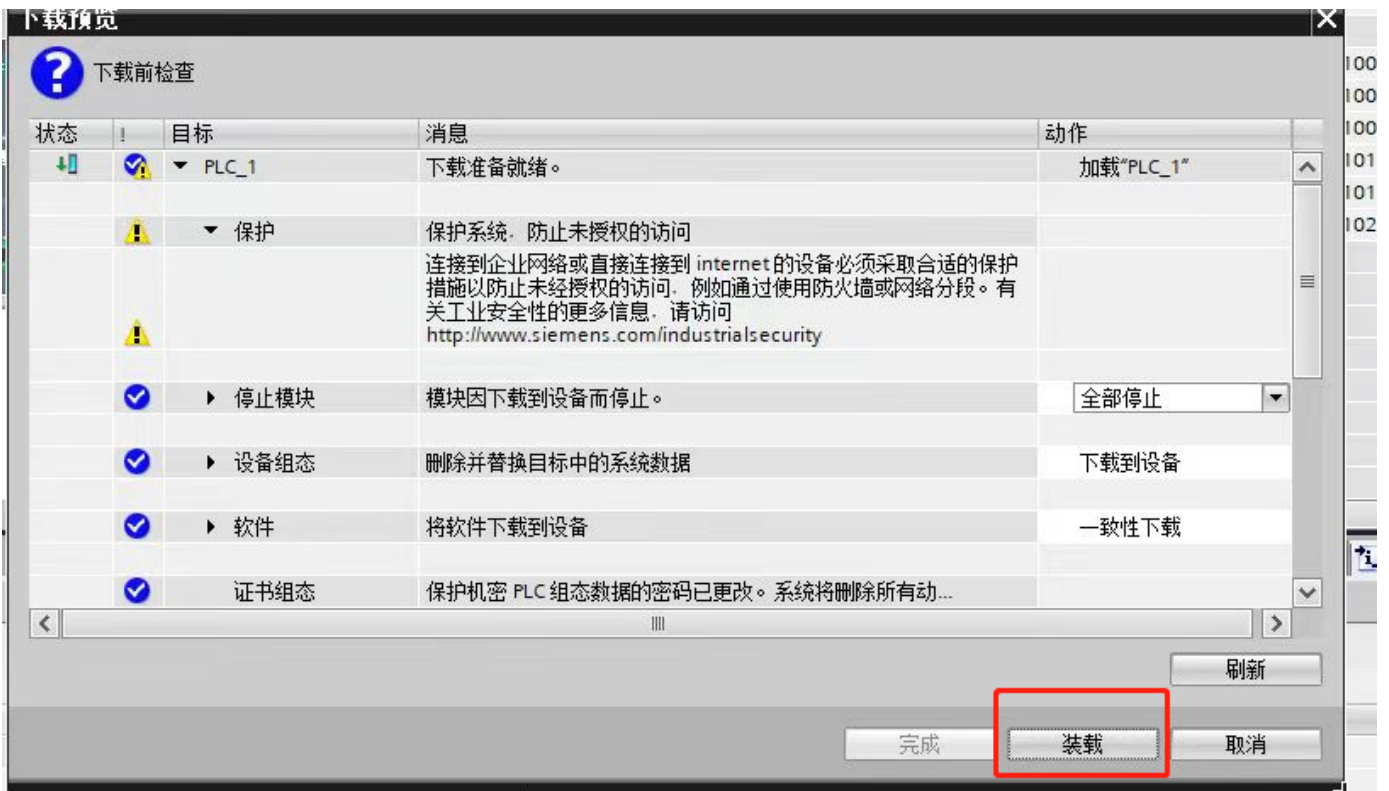 下载预览
下载前检查
状态 ! 目标 消息 动作
PLC_1 下载准备就绪。 加载“PLC_1”
保护 保护系统，防止未授权的访问
连接到企业网络或直接连接到 internet 的设备必须采取合适的保护
措施以防止未经授权的访问，例如通过使用防火墙或网络分段。有
关工业安全性的更多信息，请访问
http://www.siemens.com/industrialsecurity
停止模块 模块因下载到设备而停止。 全部停止
设备组态 删除并替换目标中的系统数据 下载到设备
软件 将软件下载到设备 一致性下载
证书组态 保护机密 PLC 组态数据的密码已更改。系统将删除所有动...
刷新
完成 装载 取消
100
100
100
101
101
102